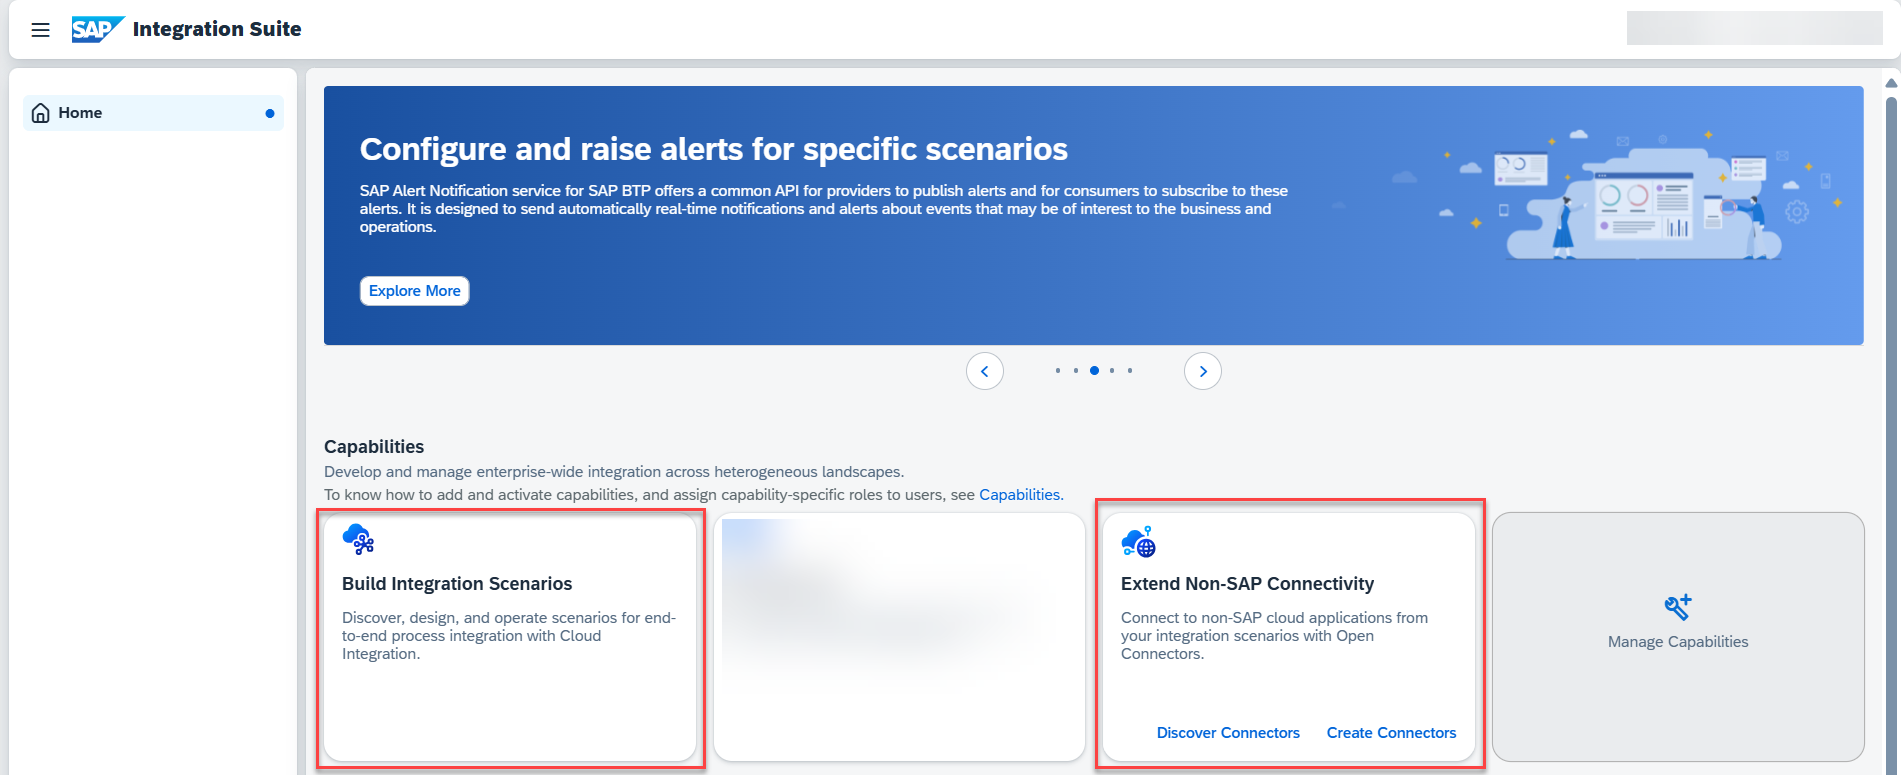 SAP Integration Suite
Home
Configure and raise alerts for specific scenarios
SAP Alert Notification service for SAP BTP offers a common API for providers to publish alerts and for consumers to subscribe to these
alerts. It is designed to send automatically real-time notifications and alerts about events that may be of interest to the business and
operations.
Explore More
Capabilities
Develop and manage enterprise-wide integration across heterogeneous landscapes.
To know how to add and activate capabilities, and assign capability-specific roles to users, see Capabilities.
Build Integration Scenarios
Discover, design, and operate scenarios for end-
to-end process integration with Cloud
Integration.
Extend Non-SAP Connectivity
Connect to non-SAP cloud applications from
your integration scenarios with Open
Connectors.
Discover Connectors Create Connectors
Manage Capabilities